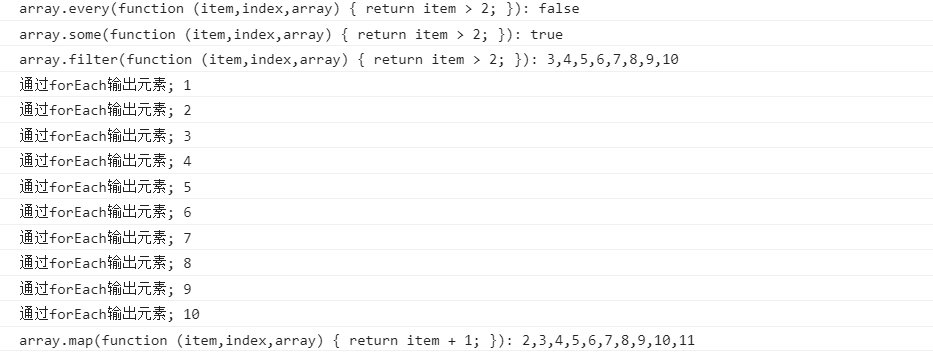 array.every(function (item,index,array) { return item > 2; }): false
array.some(function (item,index,array) { return item > 2; }): true
array.filter(function (item,index,array) { return item > 2; }): 3,4,5,6,7,8,9,10
通过forEach输出元素; 1
通过forEach输出元素; 2
通过forEach输出元素; 3
通过forEach输出元素; 4
通过forEach输出元素; 5
通过forEach输出元素; 6
通过forEach输出元素; 7
通过forEach输出元素; 8
通过forEach输出元素; 9
通过forEach输出元素; 10
array.map(function (item,index,array) { return item + 1; }): 2,3,4,5,6,7,8,9,10,11